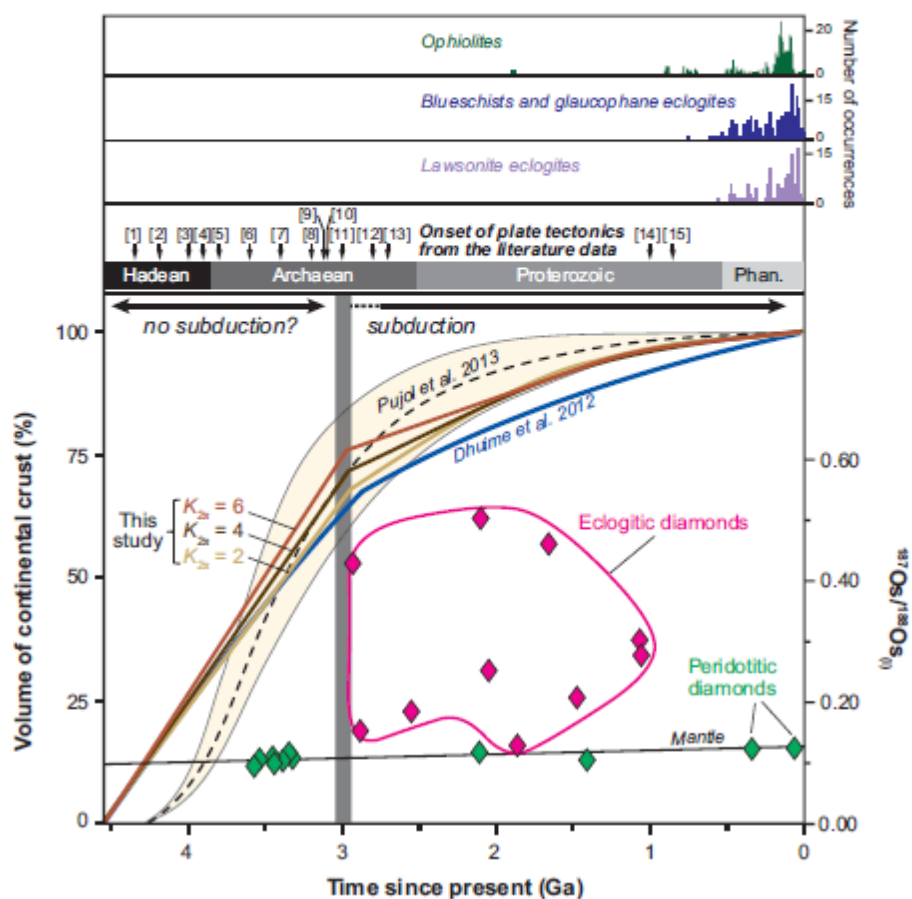 Ophiolites
20
0
Number of occurrences
Blueschists and glaucophane eclogites
15
0
Lawsonite eclogites
15
0
[9] [10]
[1] [2] [3] [4] [5] [6] [7] [8] [11] [12] [13]
Onset of plate tectonics
from the literature data
[14] [15]
Hadean Archaean Proterozoic Phan.
no subduction? subduction
100
75
50
25
0
Volume of continental crust (%)
Pujol et al. 2013
Dhuime et al. 2012
This study
K2s = 6
K2s = 4
K2s = 2
Eclogitic diamonds
Peridotitic
diamonds
Mantle
0.60
0.40
0.20
0.00
187Os/188Os(i)
4 3 2 1 0
Time since present (Ga)